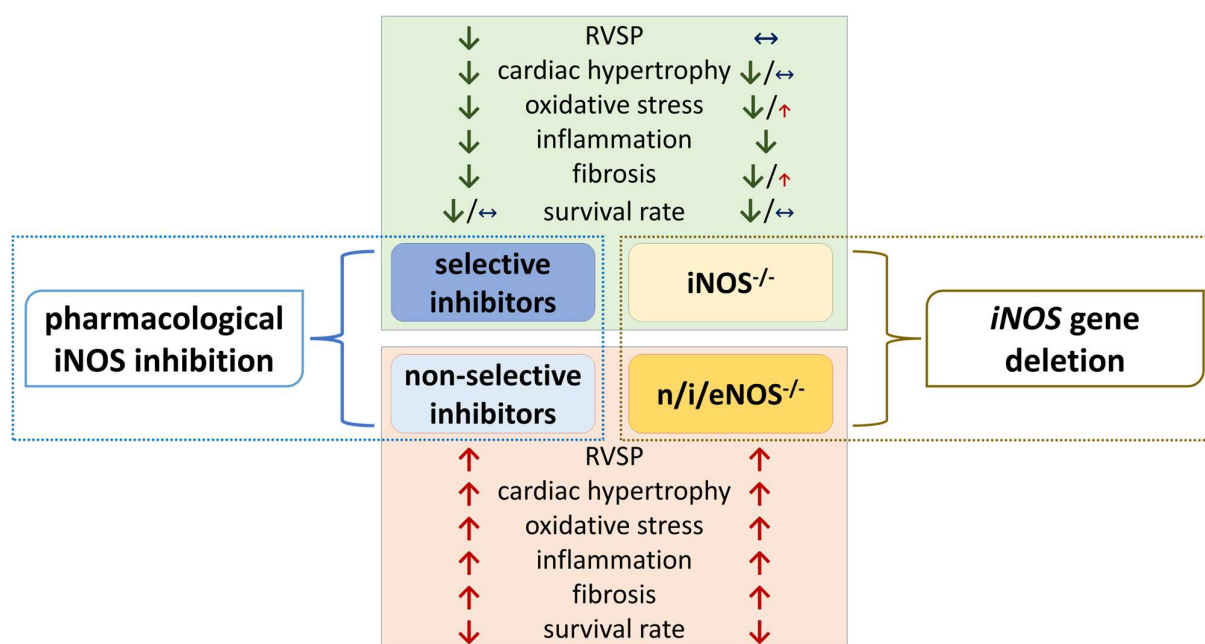 ↓ RVSP ↔
↓ cardiac hypertrophy ↓/↔
↓ oxidative stress ↓/↑
↓ inflammation ↓
↓ fibrosis ↓/↑
↓/↔ survival rate ↓/↔
pharmacological
iNOS inhibition
selective
inhibitors
iNOS-/-
iNOS gene
deletion
non-selective
inhibitors
n/i/eNOS-/-
↑ RVSP ↑
↑ cardiac hypertrophy ↑
↑ oxidative stress ↑
↑ inflammation ↑
↑ fibrosis ↑
↓ survival rate ↓